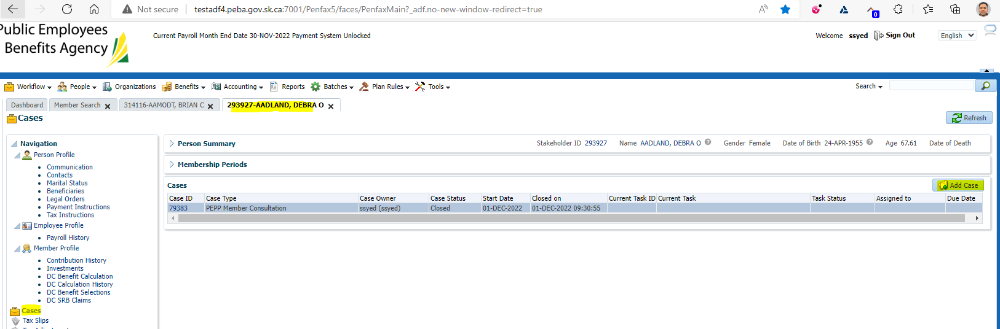 Not secure | testadf4.peba.gov.sk.ca:7001/Penfax5/faces/PenfaxMain?_adf.no-new-window-redirect=true
0
Public Employees
Benefits Agency
Current Payroll Month End Date 30-NOV-2022 Payment System Unlocked
Welcome ssyed Sign Out English
Workflow People Organizations Benefits Accounting Reports Batches Plan Rules Tools Search
Dashboard Member Search 314116-AAMODT, BRIAN C 293927-AADLAND, DEBRA O
Cases
Refresh
Navigation
Person Profile
Communication
Contacts
Marital Status
Beneficiaries
Legal Orders
Payment Instructions
Tax Instructions
Employee Profile
Payroll History
Member Profile
Contribution History
Investments
DC Benefit Calculation
DC Calculation History
DC Benefit Selections
DC SRB Claims
Cases
Tax Slips
Person Summary Stakeholder ID 293927 Name AADLAND, DEBRA O Gender Female Date of Birth 24-APR-1955 Age 67.61 Date of Death
Membership Periods
Cases
Add Case
Case ID Case Type Case Owner Case Status Start Date Closed on Current Task ID Current Task Task Status Assigned to Due Date
79383 PEPP Member Consultation ssyed (ssyed) Closed 01-DEC-2022 01-DEC-2022 09:30:55